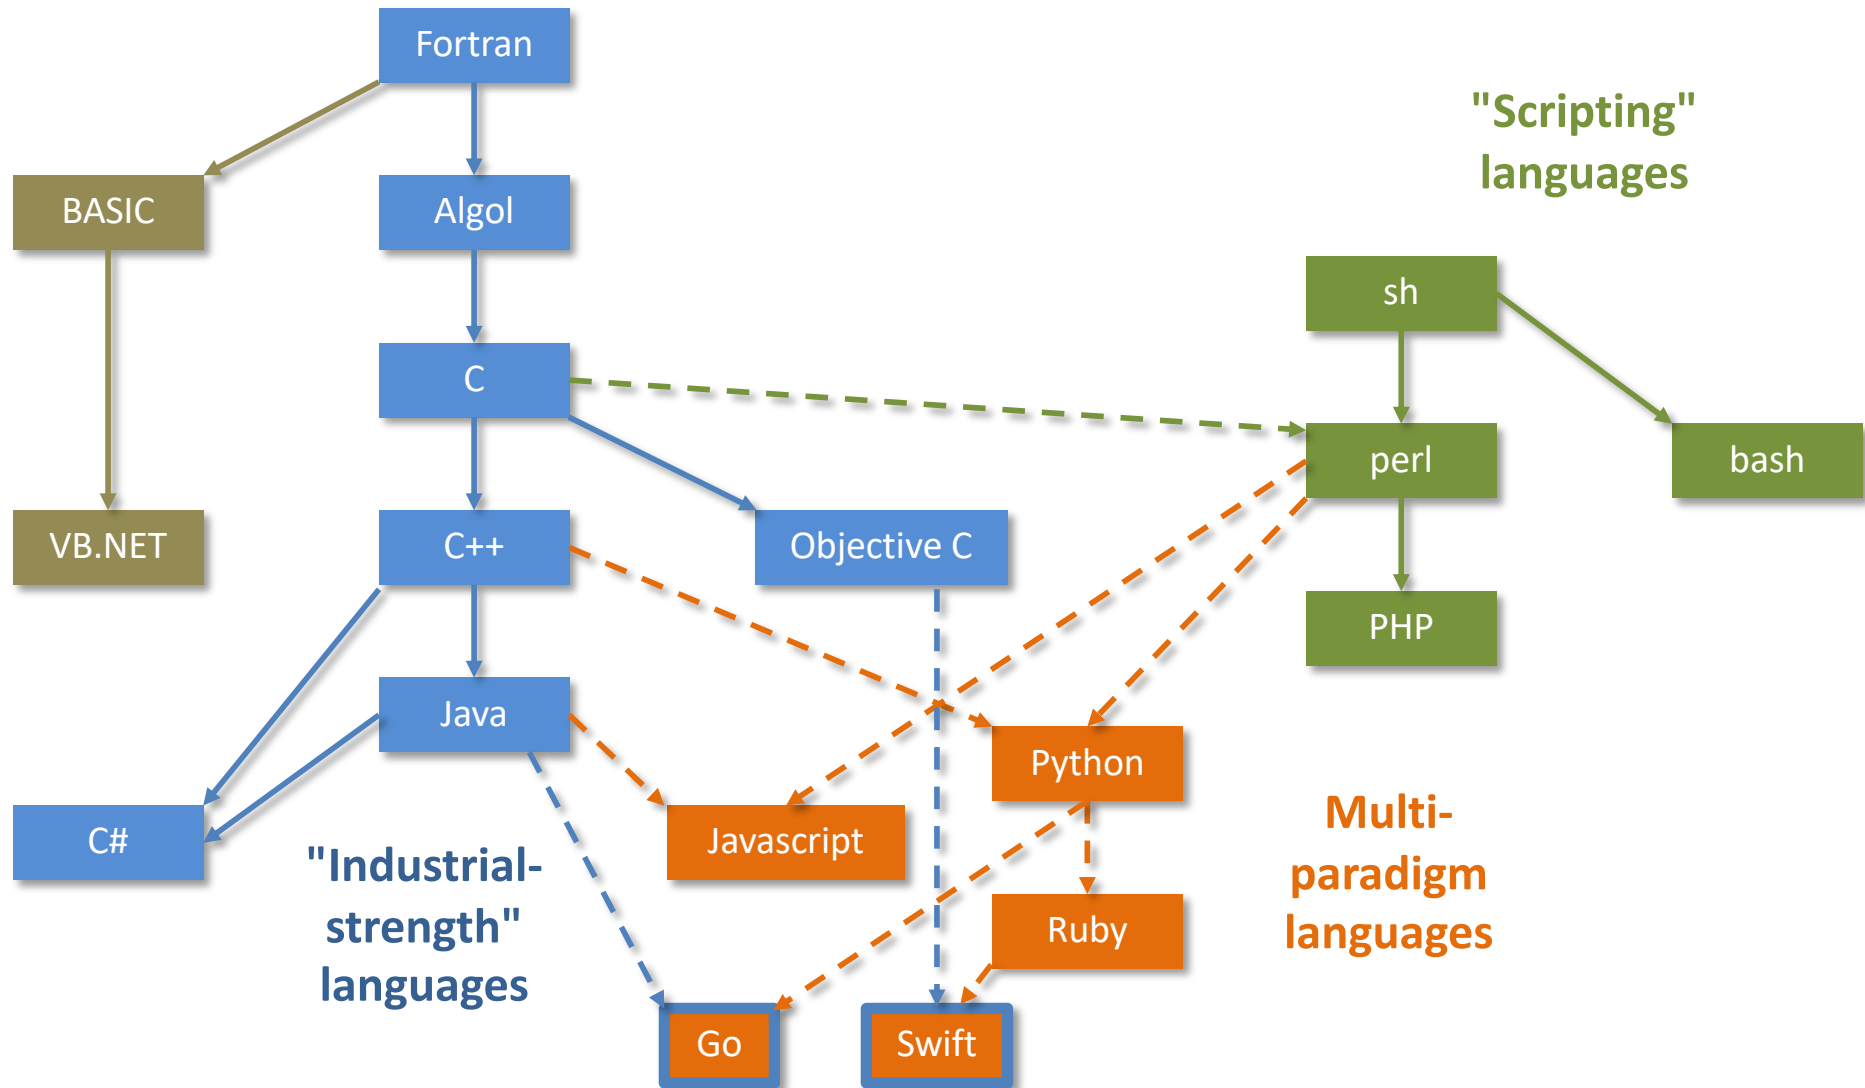 Fortran
"Scripting"
languages
BASIC
Algol
sh
C
perl
bash
VB.NET
C++
Objective C
PHP
Java
Python
C#
Javascript
"Industrial-
strength"
languages
Multi-
paradigm
languages
Ruby
Go
Swift